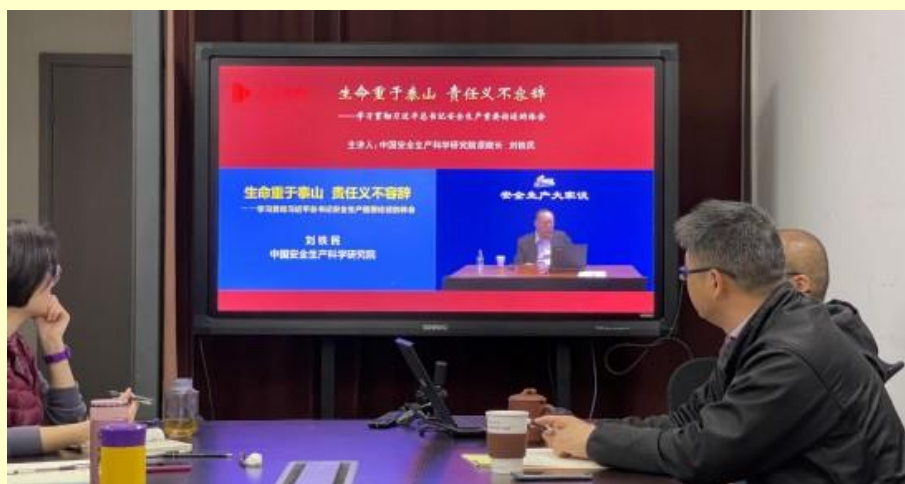 生命重于泰山 责任义不容辞
——学习贯彻习近平总书记安全生产重要论述的体会
主讲人:中国安全生产科学研究院原院长 刘铁民
生命重于泰山 责任义不容辞
——学习贯彻习近平总书记安全生产重要论述的体会
刘铁民
中国安全生产科学研究院
安全生产大家谈